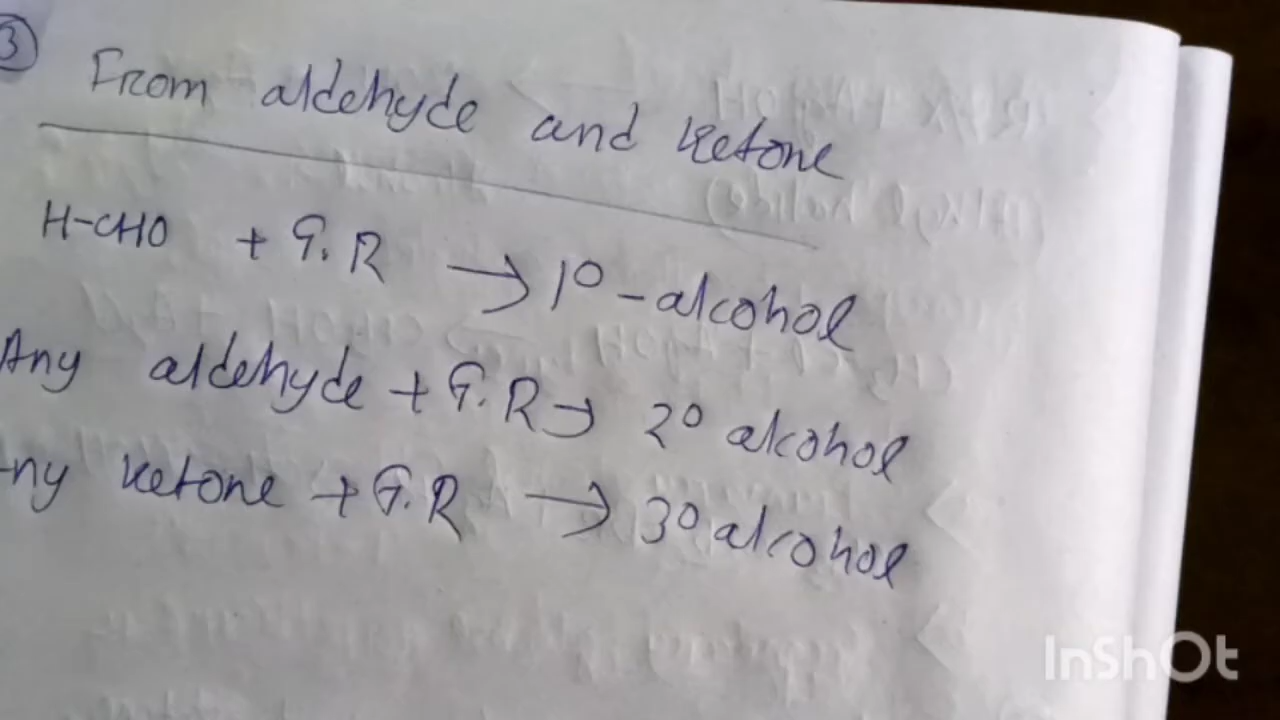 3 From aldehyde and ketone
H-CHO + G.R → 1° - alcohol
Any aldehyde + G.R → 2° alcohol
ny ketone + G.R → 3° alcohol
InShOt